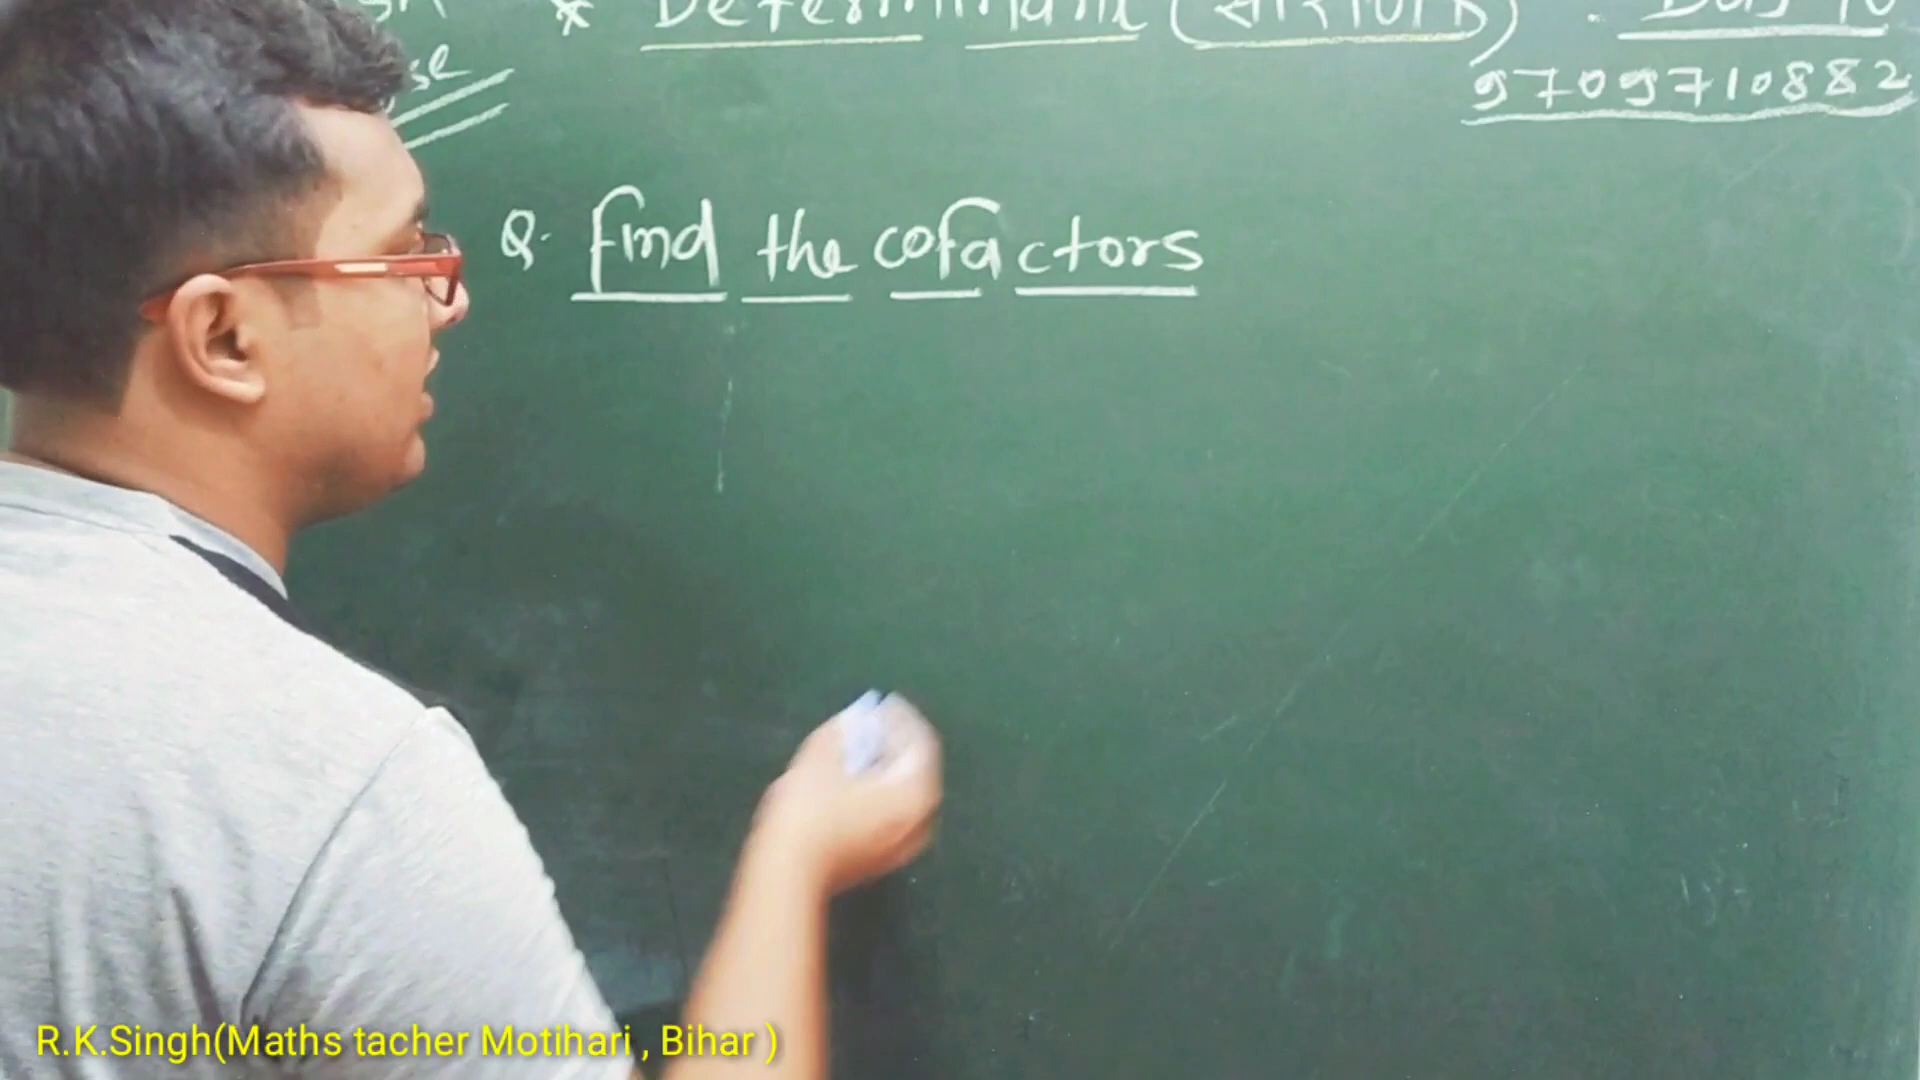 * Determinant (सारणिक)
9709710882
Q. Find the cofactors
R.K.Singh(Maths tacher Motihari , Bihar )